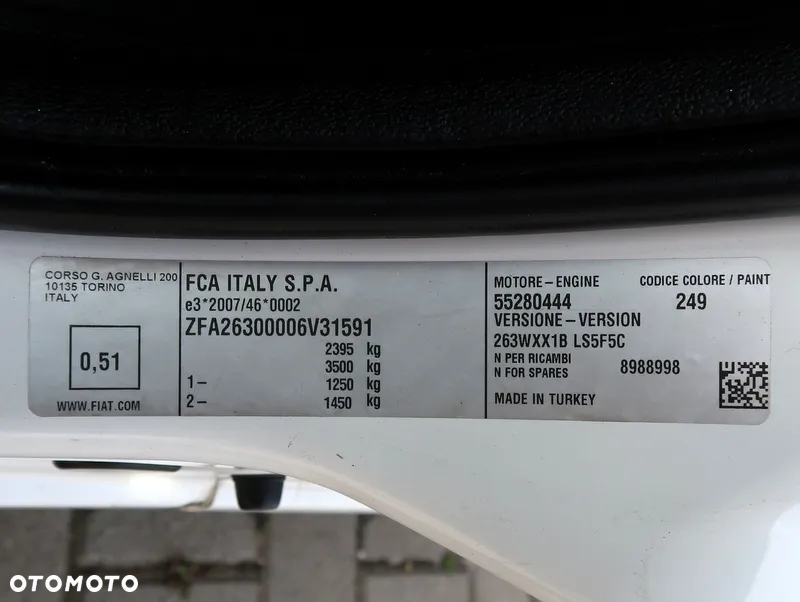 CORSO G. AGNELLI 200
10135 TORINO
ITALY
0,51
WWW.FIAT.COM
FCA ITALY S.P.A.
e3*2007/46*0002
ZFA26300006V31591
2395 kg
3500 kg
1- 1250 kg
2- 1450 kg
MOTORE-ENGINE
55280444
CODICE COLORE / PAINT
249
VERSIONE-VERSION
263WXX1B LS5F5C
N PER RICAMBI
N FOR SPARES 8988998
MADE IN TURKEY
OTOMOTO